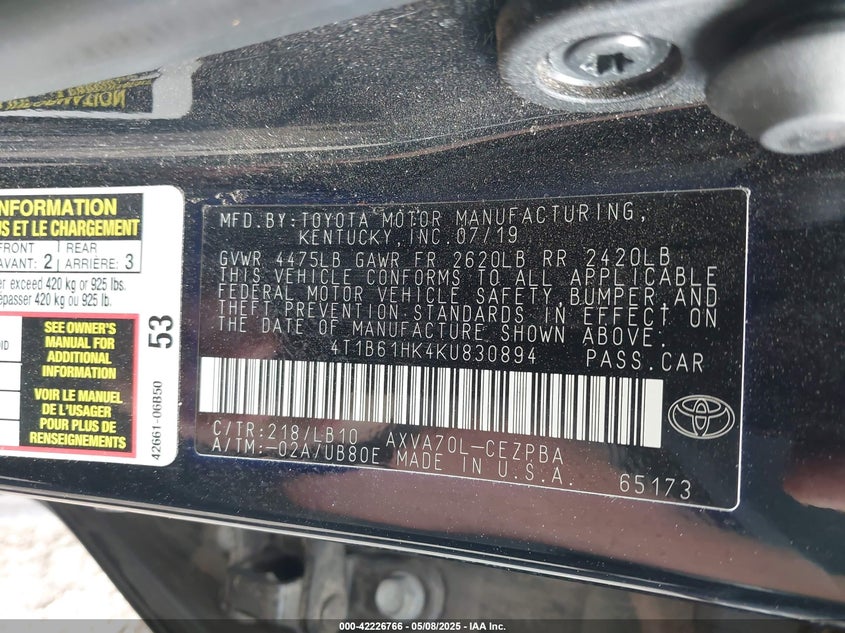 NOIT
NFORMATION
US ET LE CHARGEMENT
FRONT REAR
AVANT: 2 ARRIÈRE: 3
er exceed 420 kg or 925 lbs.
épasser 420 kg ou 925 lb.
SEE OWNER'S
MANUAL FOR
ADDITIONAL
INFORMATION
VOIR LE MANUEL
DE L'USAGER
POUR PLUS DE
RENSEIGNEMENTS
53
42661-06B50
MFD.BY:TOYOTA MOTOR MANUFACTURING,
KENTUCKY,INC.07/19
GVWR 4475LB GAWR FR 2620LB RR 2420LB
THIS VEHICLE CONFORMS TO ALL APPLICABLE
FEDERAL MOTOR VEHICLE SAFETY,BUMPER,AND
THEFT PREVENTION STANDARDS IN EFFECT ON
THE DATE OF MANUFACTURE SHOWN ABOVE.
4T1B61HK4KU830894 PASS.CAR
C/TR:218/LB10 AXVA70L-CEZPBA
A/TM:-02A/UB80E MADE IN U.S.A.
65173
000-42226766 - 05/08/2025 - IAA Inc.